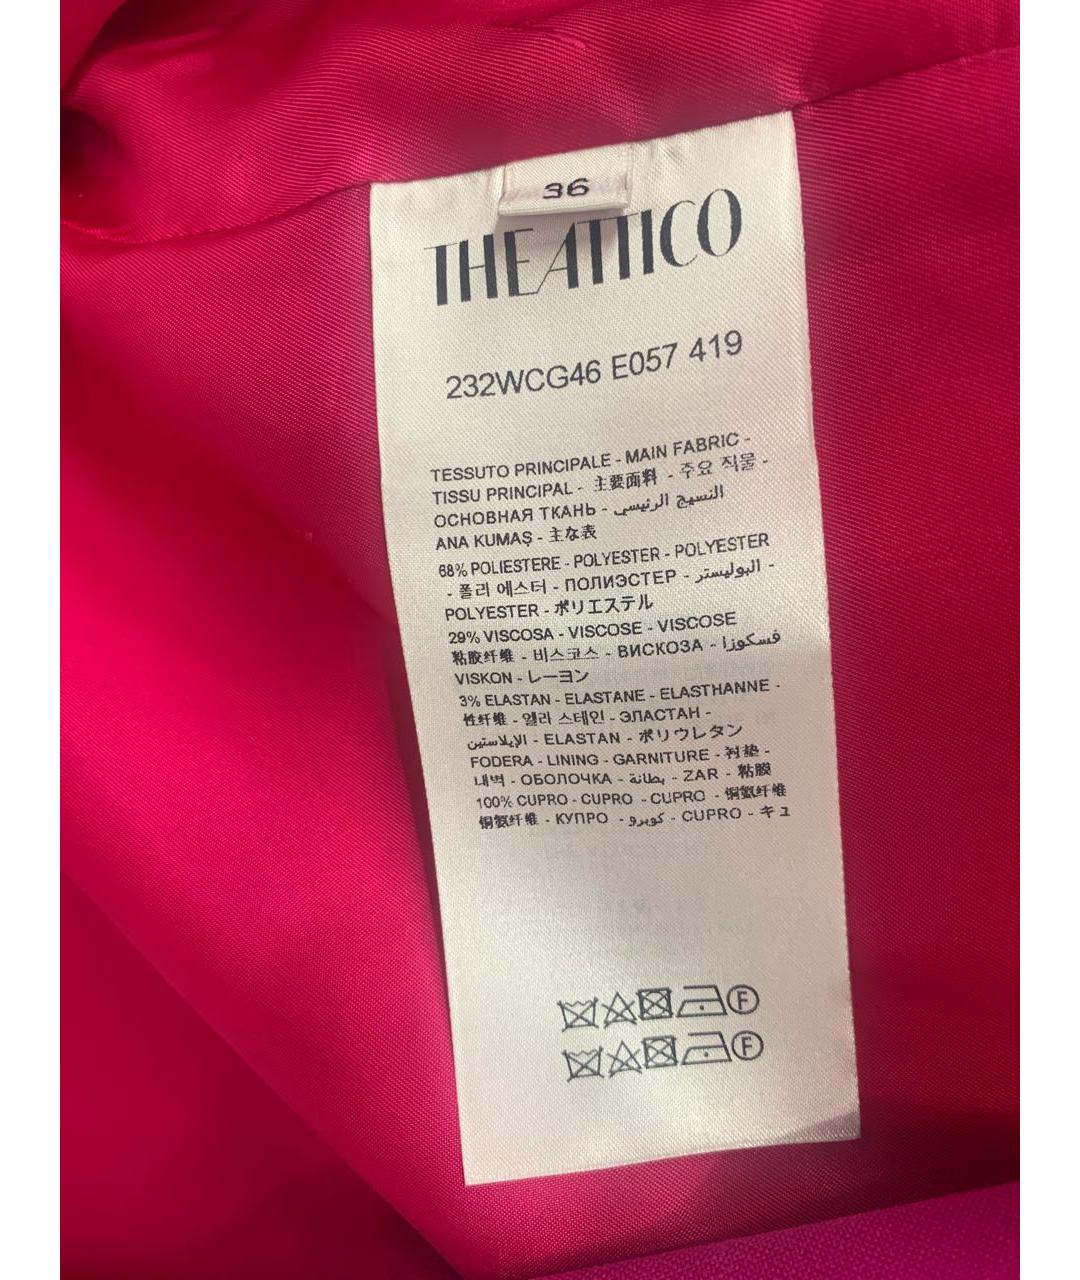 36
THE ATTICO
232WCG46 E057 419
TESSUTO PRINCIPALE - MAIN FABRIC -
TISSU PRINCIPAL - 主要面料 - 주요 직물 -
ОСНОВНАЯ ТКАНЬ - النسيج الرئيسي
ANA KUMAŞ - 主な表
68% POLIESTERE - POLYESTER - POLYESTER
- 폴리 에스터 - ПОЛИЭСТЕР - البوليستر -
POLYESTER - ポリエステル
29% VISCOSA - VISCOSE - VISCOSE
粘胶纤维 - 비스코스 - ВИСКОЗА - فسكوزا
VISKON - レーヨン
3% ELASTAN - ELASTANE - ELASTHANNE -
性纤维 - 엘라 스테인 - ЭЛАСТАН -
الإيلاستين - ELASTAN - ポリウレタン
FODERA - LINING - GARNITURE - 衬垫 -
내벽 - ОБОЛОЧКА - بطانة - ZAR - 粘膜
100% CUPRO - CUPRO - CUPRO - 铜氨纤维
铜氨纤维 - КУПРО - كوبرو - CUPRO - キュ
F
F